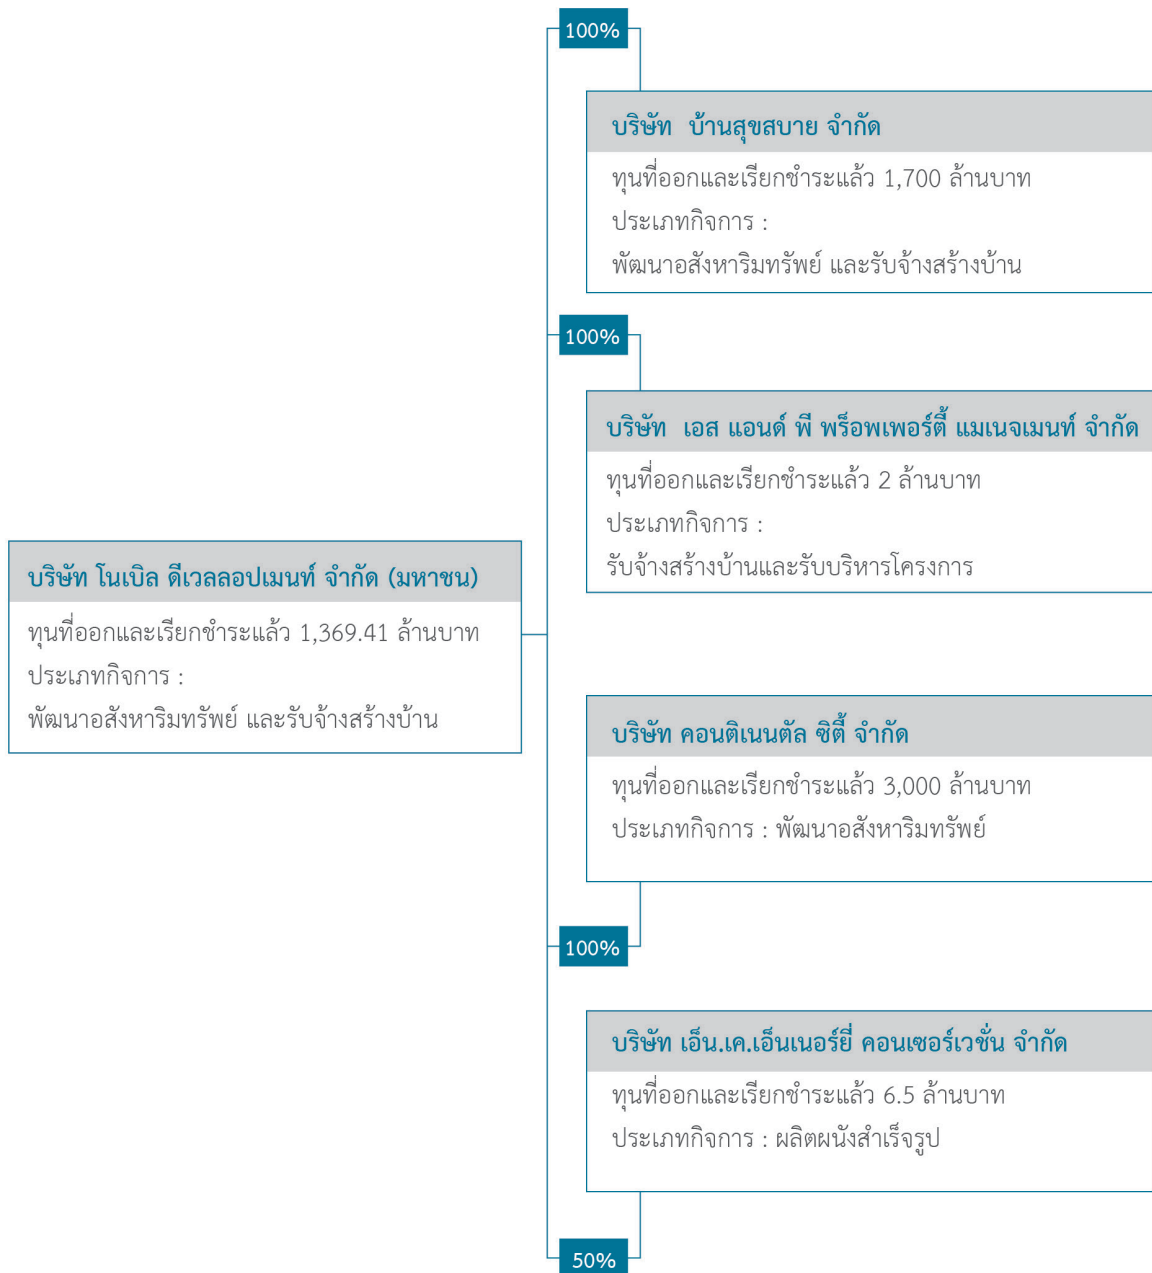 100%
บริษัท บ้านสุขสบาย จำกัด
ทุนที่ออกและเรียกชำระแล้ว 1,700 ล้านบาท
ประเภทกิจการ :
พัฒนาอสังหาริมทรัพย์ และรับจ้างสร้างบ้าน
100%
บริษัท เอส แอนด์ พี พร็อพเพอร์ตี้ แมเนจเมนท์ จำกัด
ทุนที่ออกและเรียกชำระแล้ว 2 ล้านบาท
ประเภทกิจการ :
รับจ้างสร้างบ้านและรับบริหารโครงการ
บริษัท โนเบิล ดีเวลลอปเมนท์ จำกัด (มหาชน)
ทุนที่ออกและเรียกชำระแล้ว 1,369.41 ล้านบาท
ประเภทกิจการ :
พัฒนาอสังหาริมทรัพย์ และรับจ้างสร้างบ้าน
บริษัท คอนติเนนตัล ซิตี้ จำกัด
ทุนที่ออกและเรียกชำระแล้ว 3,000 ล้านบาท
ประเภทกิจการ : พัฒนาอสังหาริมทรัพย์
100%
บริษัท เอ็น.เค.เอ็นเนอร์ยี่ คอนเซอร์เวชั่น จำกัด
ทุนที่ออกและเรียกชำระแล้ว 6.5 ล้านบาท
ประเภทกิจการ : ผลิตผนังสำเร็จรูป
50%